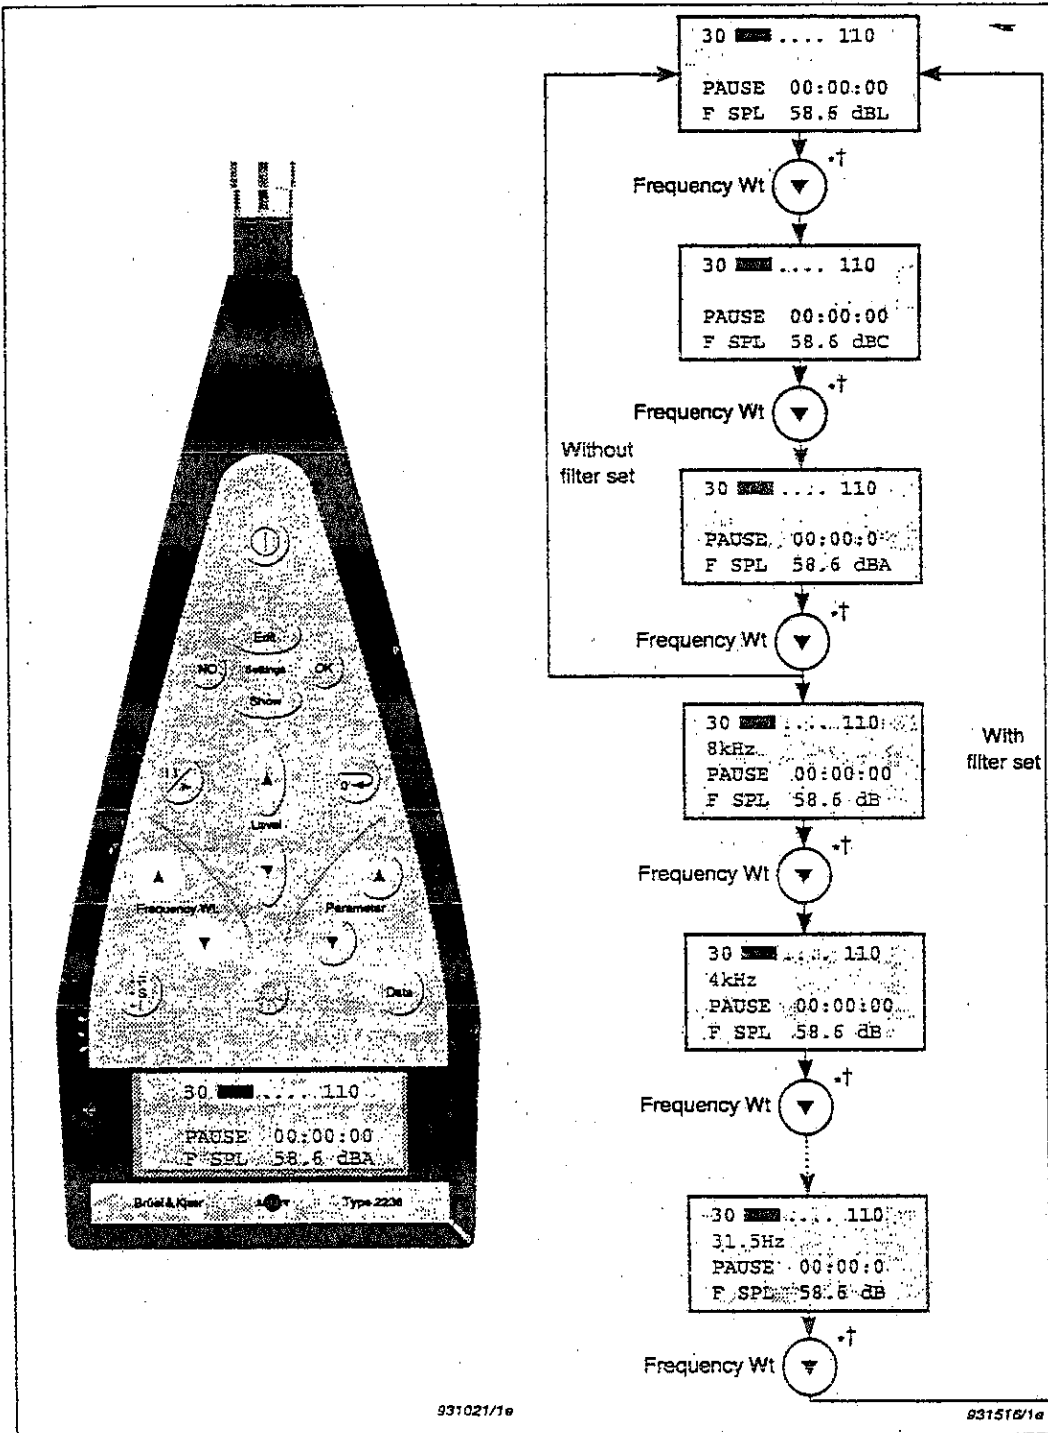 Exit
NO Settings OK
Show
Level
Frequency Wt. Parameter
S
Data
30 .... 110
PAUSE 00:00:00
F SPL 58.6 dBA
Brüel & Kjær Type 2236
931021/1e
30 .... 110
PAUSE 00:00:00
F SPL 58.6 dBL
Frequency Wt *†
30 .... 110
PAUSE 00:00:00
F SPL 58.6 dBC
Frequency Wt *†
Without
filter set
30 .... 110
PAUSE 00:00:0
F SPL 58.6 dBA
Frequency Wt *†
30 .... 110
8kHz
PAUSE 00:00:00
F SPL 58.6 dB
With
filter set
Frequency Wt *†
30 .... 110
4kHz
PAUSE 00:00:00
F SPL 58.6 dB
Frequency Wt *†
30 .... 110
31.5Hz
PAUSE 00:00:0
F SPL 58.6 dB
Frequency Wt *†
931516/1e